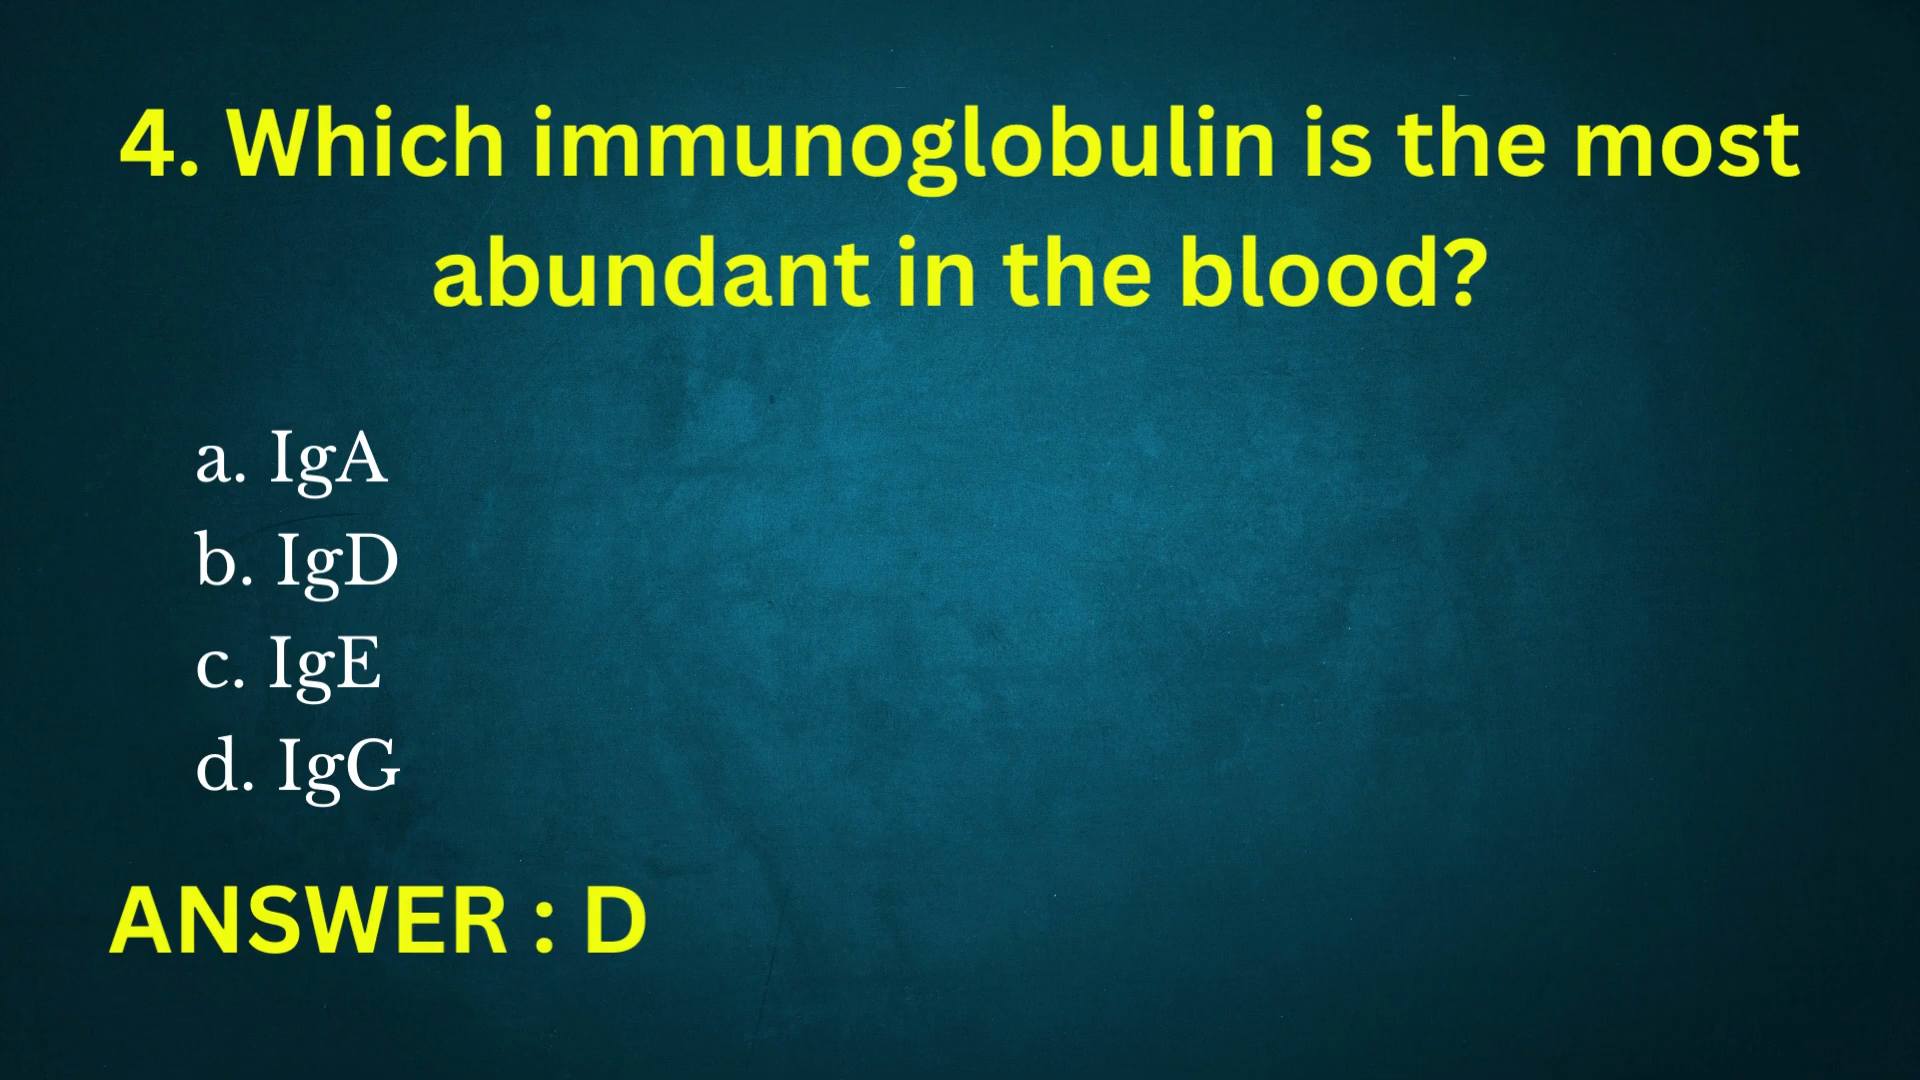 4. Which immunoglobulin is the most
abundant in the blood?
a. IgA
b. IgD
c. IgE
d. IgG
ANSWER : D